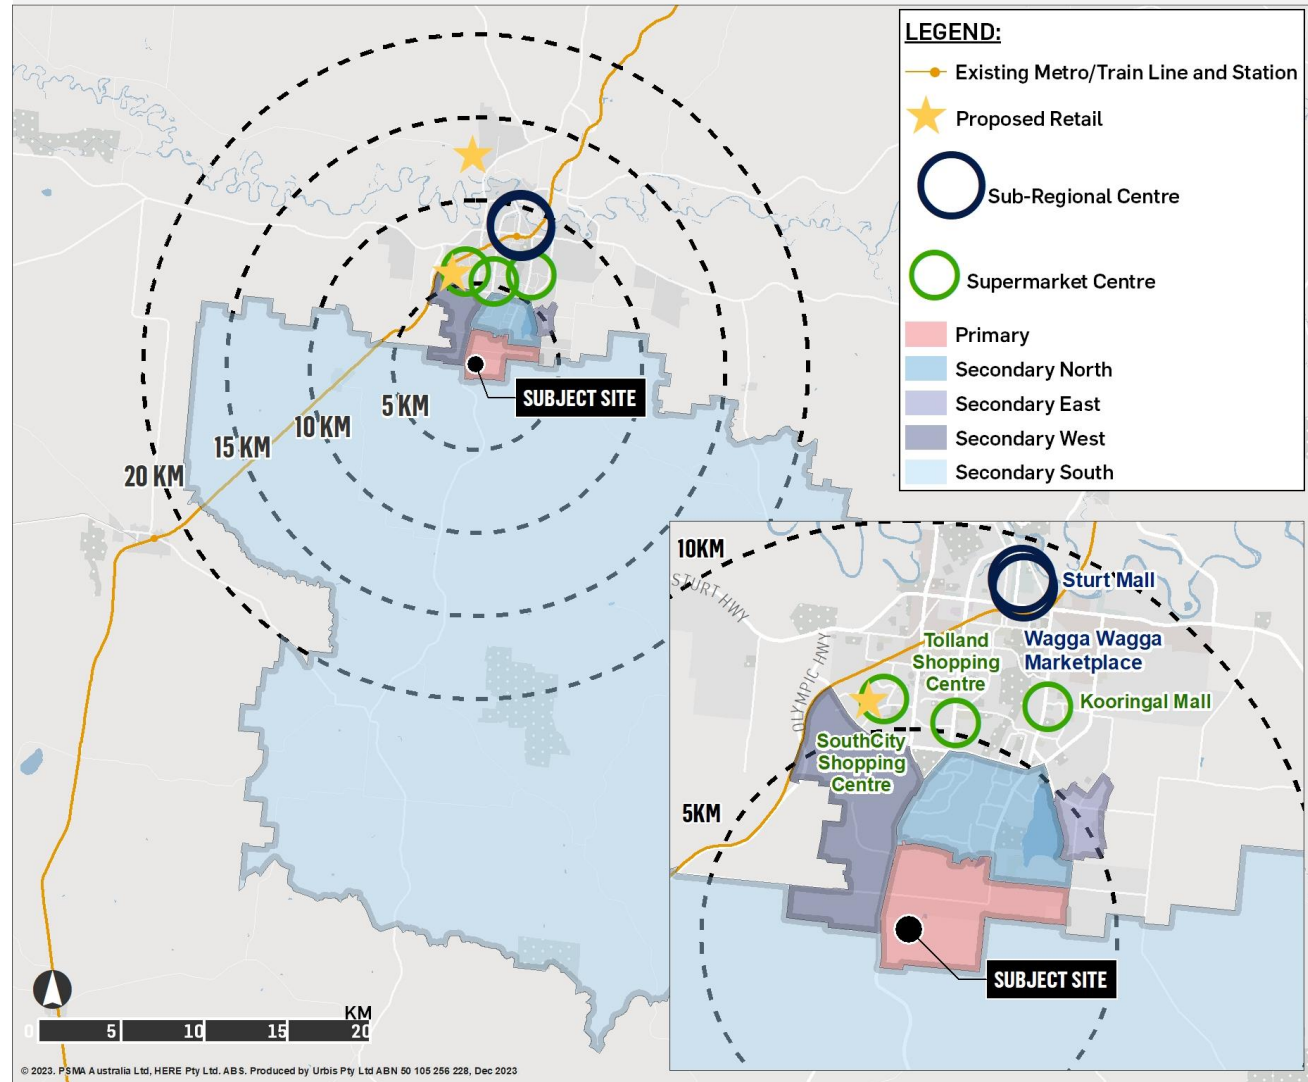 LEGEND:
Existing Metro/Train Line and Station
Proposed Retail
Sub-Regional Centre
Supermarket Centre
Primary
Secondary North
Secondary East
Secondary West
Secondary South
SUBJECT SITE
5 KM
10 KM
15 KM
20 KM
10KM
STURT HWY
OLYMPIC HWY
Sturt Mall
Wagga Wagga
Marketplace
Tolland
Shopping
Centre
Kooringal Mall
SouthCity
Shopping
Centre
5KM
SUBJECT SITE
KM
0 5 10 15 20
© 2023. PSMA Australia Ltd, HERE Pty Ltd. ABS. Produced by Urbis Pty Ltd ABN 50 105 256 228, Dec 2023